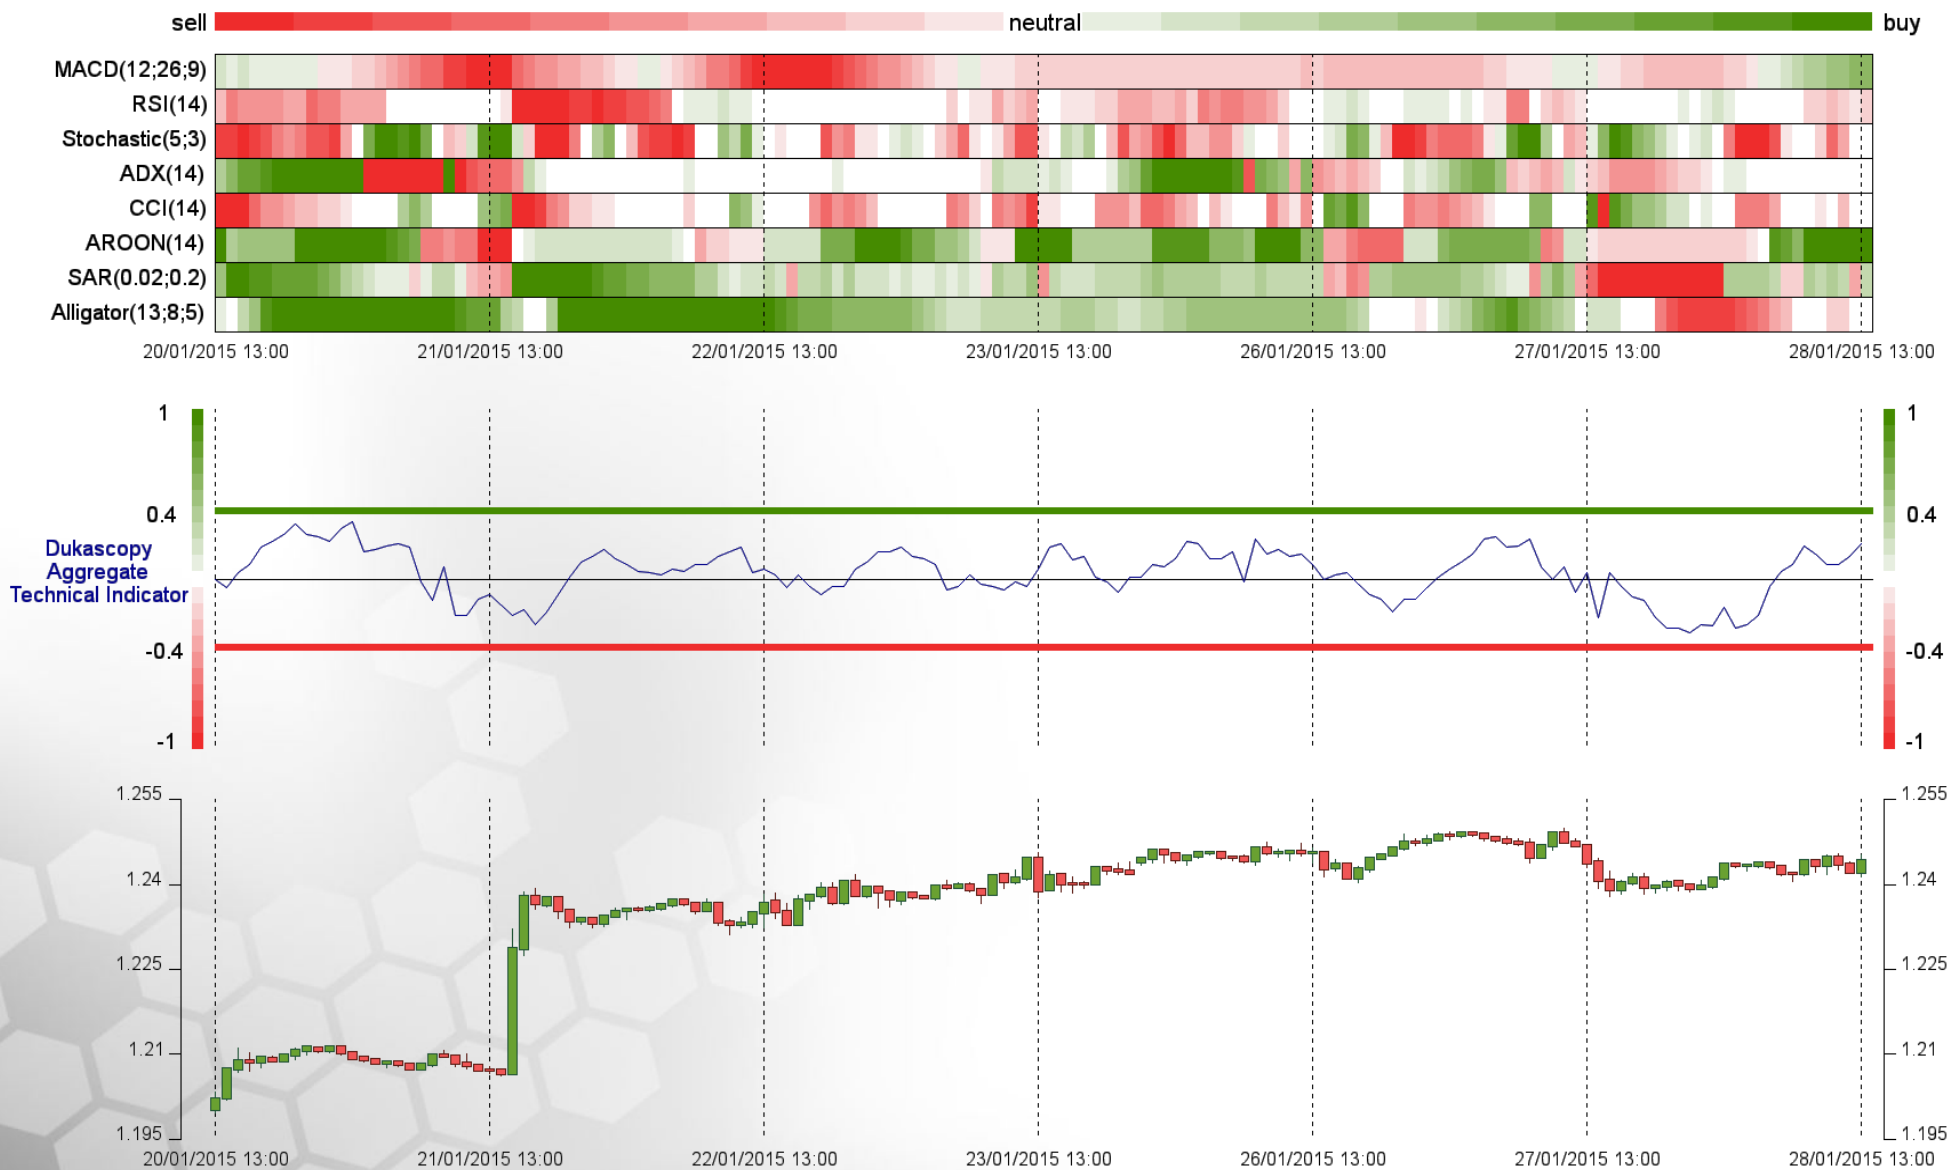 sell neutral buy
MACD(12;26;9)
RSI(14)
Stochastic(5;3)
ADX(14)
CCI(14)
AROON(14)
SAR(0.02;0.2)
Alligator(13;8;5)
20/01/2015 13:00 21/01/2015 13:00 22/01/2015 13:00 23/01/2015 13:00 26/01/2015 13:00 27/01/2015 13:00 28/01/2015 13:00
1 1
0.4 0.4
Dukascopy
Aggregate
Technical Indicator
-0.4 -0.4
-1 -1
1.255 1.255
1.24 1.24
1.225 1.225
1.21 1.21
1.195 1.195
20/01/2015 13:00 21/01/2015 13:00 22/01/2015 13:00 23/01/2015 13:00 26/01/2015 13:00 27/01/2015 13:00 28/01/2015 13:00